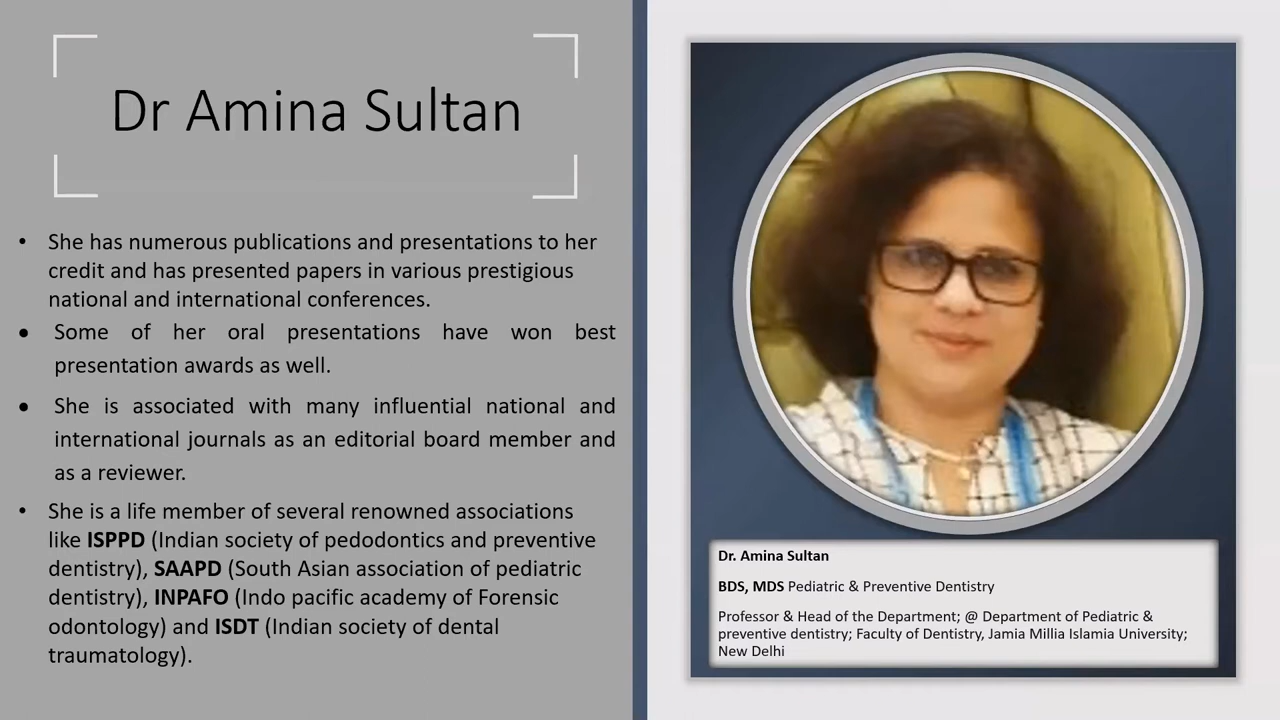 Dr Amina Sultan
• She has numerous publications and presentations to her
credit and has presented papers in various prestigious
national and international conferences.
• Some of her oral presentations have won best
presentation awards as well.
• She is associated with many influential national and
international journals as an editorial board member and
as a reviewer.
• She is a life member of several renowned associations
like ISPPD (Indian society of pedodontics and preventive
dentistry), SAAPD (South Asian association of pediatric
dentistry), INPAFO (Indo pacific academy of Forensic
odontology) and ISDT (Indian society of dental
traumatology).
Dr. Amina Sultan
BDS, MDS Pediatric & Preventive Dentistry
Professor & Head of the Department; @ Department of Pediatric &
preventive dentistry; Faculty of Dentistry, Jamia Millia Islamia University;
New Delhi